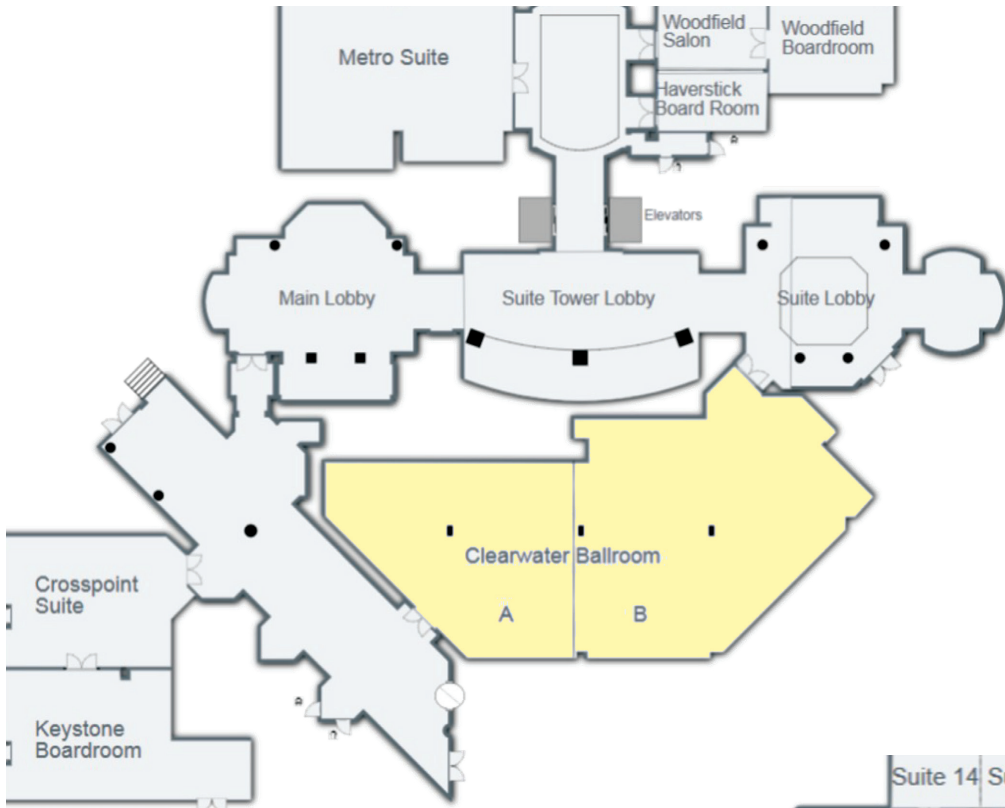 Woodfield
Salon
Woodfield
Boardroom
Metro Suite
Haverstick
Board Room
Elevators
Main Lobby
Suite Tower Lobby
Suite Lobby
Clearwater Ballroom
A
B
Crosspoint
Suite
Keystone
Boardroom
Suite 14